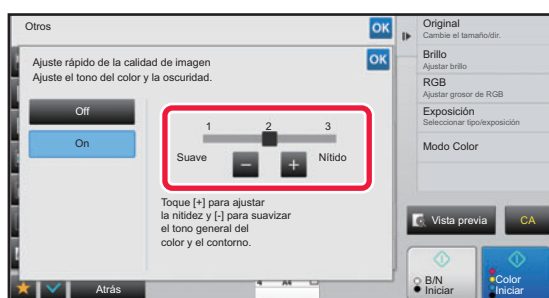 Otros
OK
Ajuste rápido de la calidad de imagen
Ajuste el tono del color y la oscuridad.
OK
Off
On
1 2 3
Suave
-
+
Nítido
Toque [+] para ajustar
la nitidez y [-] para suavizar
el tono general del
color y el contorno.
Atrás
Original
Cambie el tamaño/dir.
Brillo
Ajustar brillo
RGB
Ajustar grosor de RGB
Exposición
Seleccionar tipo/exposición
Modo Color
Vista previa
CA
B/N
Iniciar
Color
Iniciar